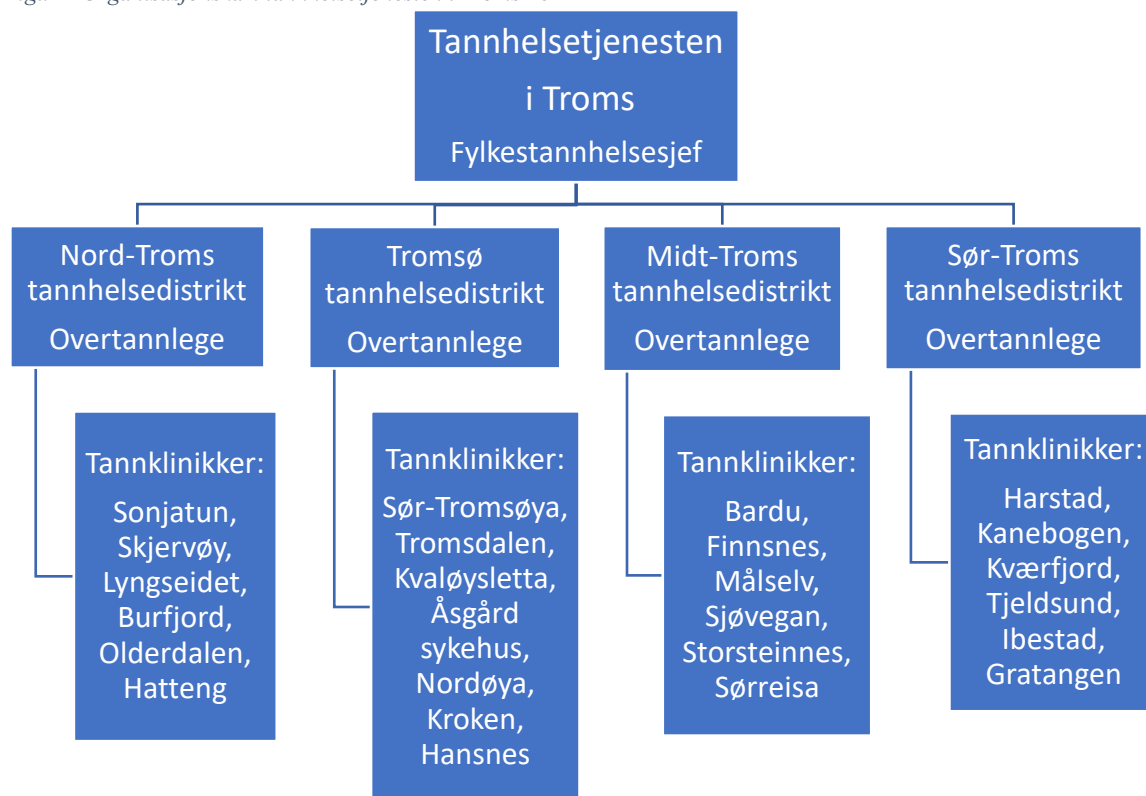 Tannhelsetjenesten
i Troms
Fylkestannhelsesjef
Nord-Troms
tannhelsedistrikt
Overtannlege
Tromsø
tannhelsedistrikt
Overtannlege
Midt-Troms
tannhelsedistrikt
Overtannlege
Sør-Troms
tannhelsedistrikt
Overtannlege
Tannklinikker:
Sonjatun,
Skjervøy,
Lyngseidet,
Burfjord,
Olderdalen,
Hatteng
Tannklinikker:
Sør-Tromsøya,
Tromsdalen,
Kvaløysletta,
Åsgård
sykehus,
Nordøya,
Kroken,
Hansnes
Tannklinikker:
Bardu,
Finnsnes,
Målselv,
Sjøvegan,
Storsteinnes,
Sørreisa
Tannklinikker:
Harstad,
Kanebogen,
Kværfjord,
Tjeldsund,
Ibestad,
Gratangen